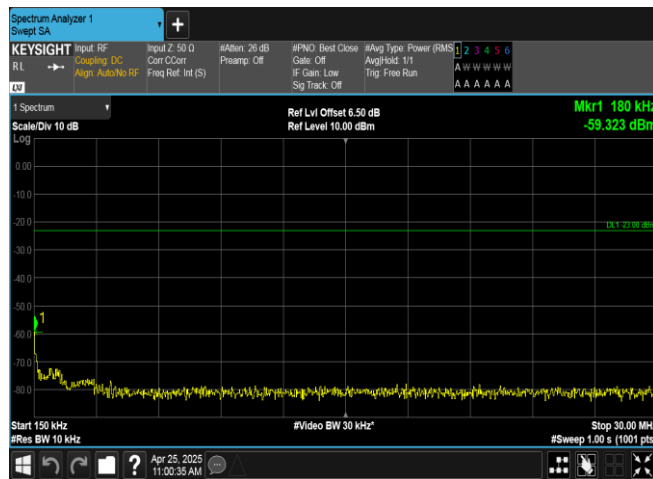 Spectrum Analyzer 1
Swept SA
+
KEYSIGHT
RL
LXI
Input: RF
Coupling: DC
Align: Auto/No RF
Input Z: 50 Ω
Corr CCorr
Freq Ref: Int (S)
#Atten: 26 dB
Preamp: Off
#PNO: Best Close
Gate: Off
IF Gain: Low
Sig Track: Off
#Avg Type: Power (RMS
Avg|Hold: 1/1
Trig: Free Run
1 2 3 4 5 6
A W W W W W
A A A A A A
1 Spectrum
Scale/Div 10 dB
Log
Ref Lvl Offset 6.50 dB
Ref Level 10.00 dBm
Mkr1 180 kHz
-59.323 dBm
0.00
-10.0
-20.0
DL1 -23.00 dBm
-30.0
-40.0
-50.0
1
-60.0
-70.0
-80.0
Start 150 kHz
#Res BW 10 kHz
#Video BW 30 kHz*
Stop 30.00 MHz
#Sweep 1.00 s (1001 pts
?
Apr 25, 2025
11:00:35 AM